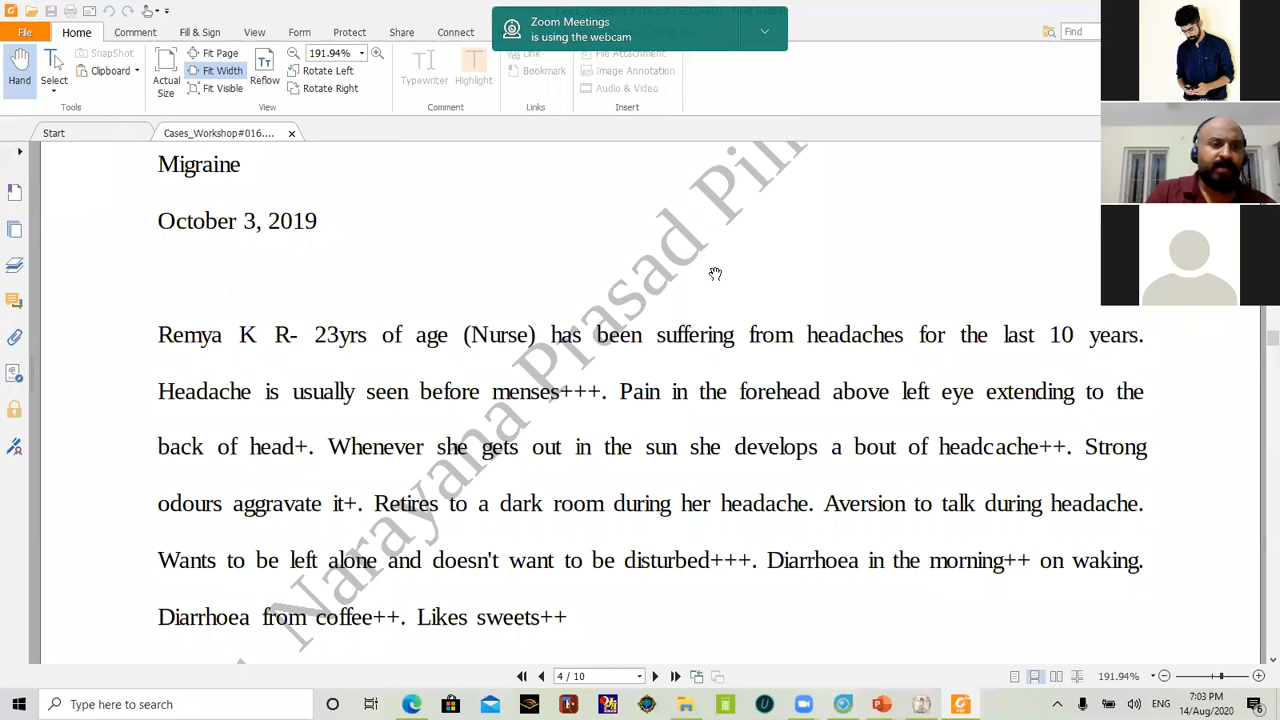 Zoom Meetings
is using the webcam
File
Home
Comment
Fill & Sign
View
Form
Protect
Share
Connect
Find
SnapShot
Clipboard
Hand
Select
Actual
Size
Fit Page
Fit Width
Fit Visible
Reflow
191.94%
Rotate Left
Rotate Right
Typewriter
Highlight
Link
Bookmark
File Attachment
Image Annotation
Audio & Video
Tools
View
Comment
Links
Insert
Start
Cases_Workshop#016....
Migraine
October 3, 2019
Remya K R- 23yrs of age (Nurse) has been suffering from headaches for the last 10 years.
Headache is usually seen before menses+++. Pain in the forehead above left eye extending to the
back of head+. Whenever she gets out in the sun she develops a bout of headcache++. Strong
odours aggravate it+. Retires to a dark room during her headache. Aversion to talk during headache.
Wants to be left alone and doesn't want to be disturbed+++. Diarrhoea in the morning++ on waking.
Diarrhoea from coffee++. Likes sweets++
Narayana Prasad Pill
4 / 10
191.94%
Type here to search
ENG
7:03 PM
14/Aug/2020
6